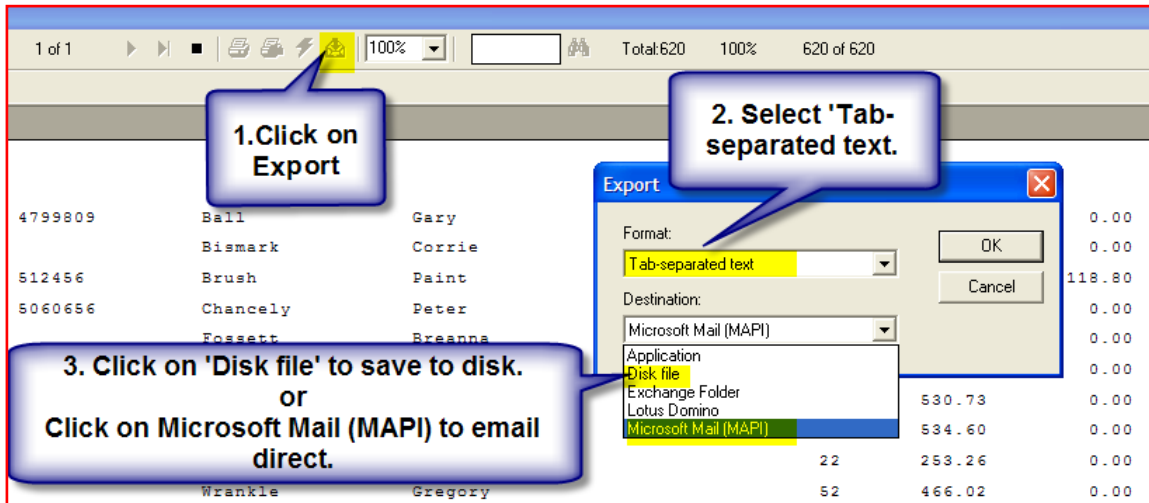 1 of 1 100% Total:620 100% 620 of 620
1.Click on
Export
2. Select 'Tab-
separated text.
Export
Format:
Tab-separated text
OK
Cancel
Destination:
Microsoft Mail (MAPI)
Application
Disk file
Exchange Folder
Lotus Domino
Microsoft Mail (MAPI)
3. Click on 'Disk file' to save to disk.
or
Click on Microsoft Mail (MAPI) to email
direct.
4799809 Ball Gary 0.00
Bismark Corrie 0.00
512456 Brush Paint 118.80
5060656 Chancely Peter 0.00
Fossett Breanna 0.00
0.00
530.73 0.00
534.60 0.00
22 253.26 0.00
Wrankle Gregory 52 466.02 0.00